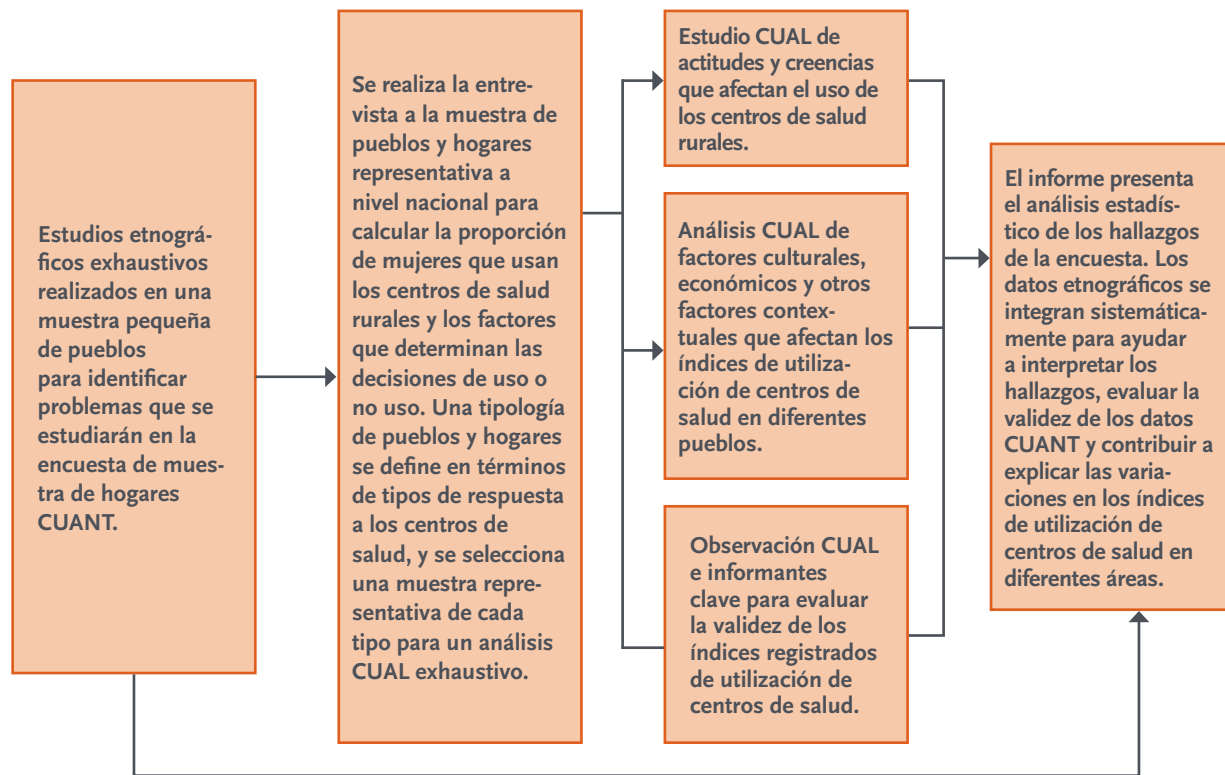 Estudios etnográ-
ficos exhaustivos
realizados en una
muestra pequeña
de pueblos
para identificar
problemas que se
estudiarán en la
encuesta de mues-
tra de hogares
CUANT.
Se realiza la entre-
vista a la muestra de
pueblos y hogares
representativa a
nivel nacional para
calcular la proporción
de mujeres que usan
los centros de salud
rurales y los factores
que determinan las
decisiones de uso o
no uso. Una tipología
de pueblos y hogares
se define en términos
de tipos de respuesta
a los centros de
salud, y se selecciona
una muestra repre-
sentativa de cada
tipo para un análisis
CUAL exhaustivo.
Estudio CUAL de
actitudes y creencias
que afectan el uso de
los centros de salud
rurales.
Análisis CUAL de
factores culturales,
económicos y otros
factores contex-
tuales que afectan los
índices de utiliza-
ción de centros de
salud en diferentes
pueblos.
Observación CUAL
e informantes
clave para evaluar
la validez de los
índices registrados
de utilización de
centros de salud.
El informe presenta
el análisis estadís-
tico de los hallazgos
de la encuesta. Los
datos etnográficos se
integran sistemática-
mente para ayudar
a interpretar los
hallazgos, evaluar la
validez de los datos
CUANT y contribuir a
explicar las varia-
ciones en los índices
de utilización de
centros de salud en
diferentes áreas.